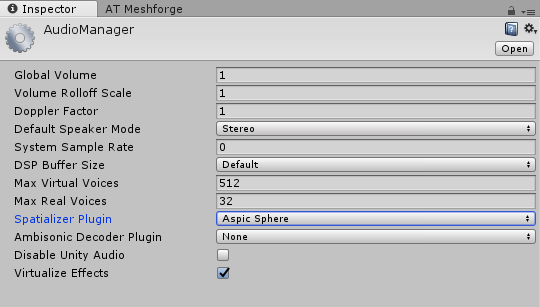 Inspector AT Meshforge
AudioManager
Open
Global Volume 1
Volume Rolloff Scale 1
Doppler Factor 1
Default Speaker Mode Stereo
System Sample Rate 0
DSP Buffer Size Default
Max Virtual Voices 512
Max Real Voices 32
Spatializer Plugin Aspic Sphere
Ambisonic Decoder Plugin None
Disable Unity Audio
Virtualize Effects